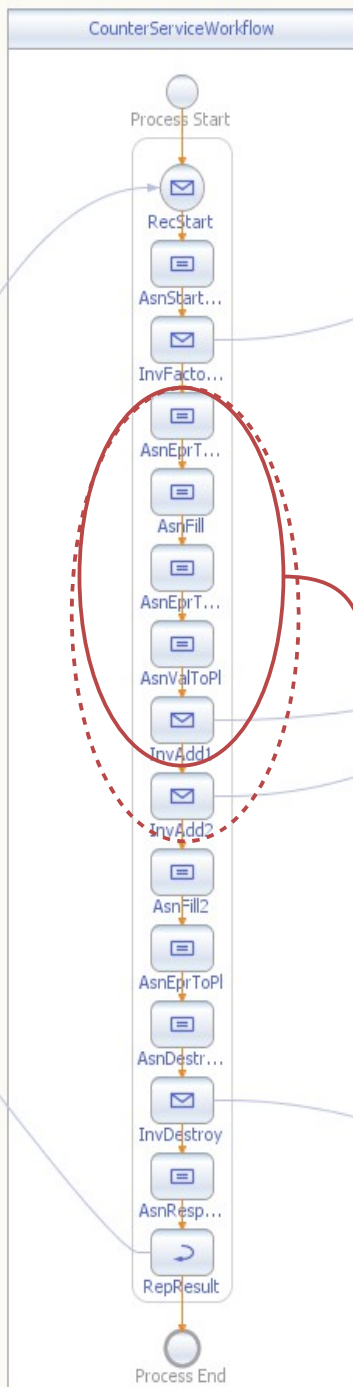 CounterServiceWorkflow
Process Start
RecStart
AsnStart...
InvFacto...
AsnEprT...
AsnFill
AsnEprT...
AsnValToPl
InvAdd1
InvAdd2
AsnFill2
AsnEprToPl
AsnDestr...
InvDestroy
AsnResp...
RepResult
Process End